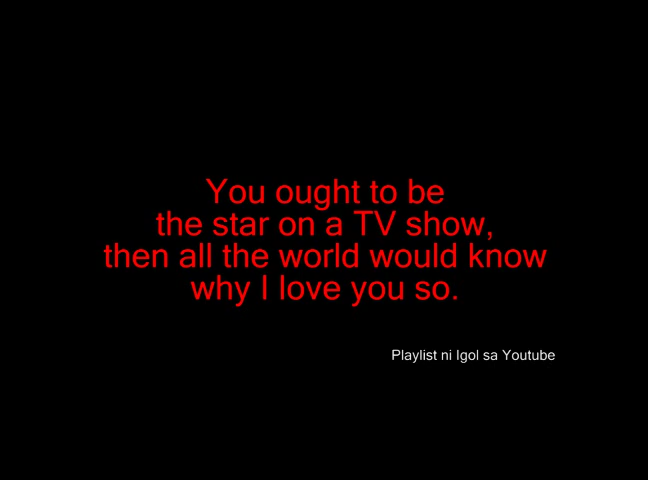 You ought to be
the star on a TV show,
then all the world would know
why I love you so.
Playlist ni Igol sa Youtube